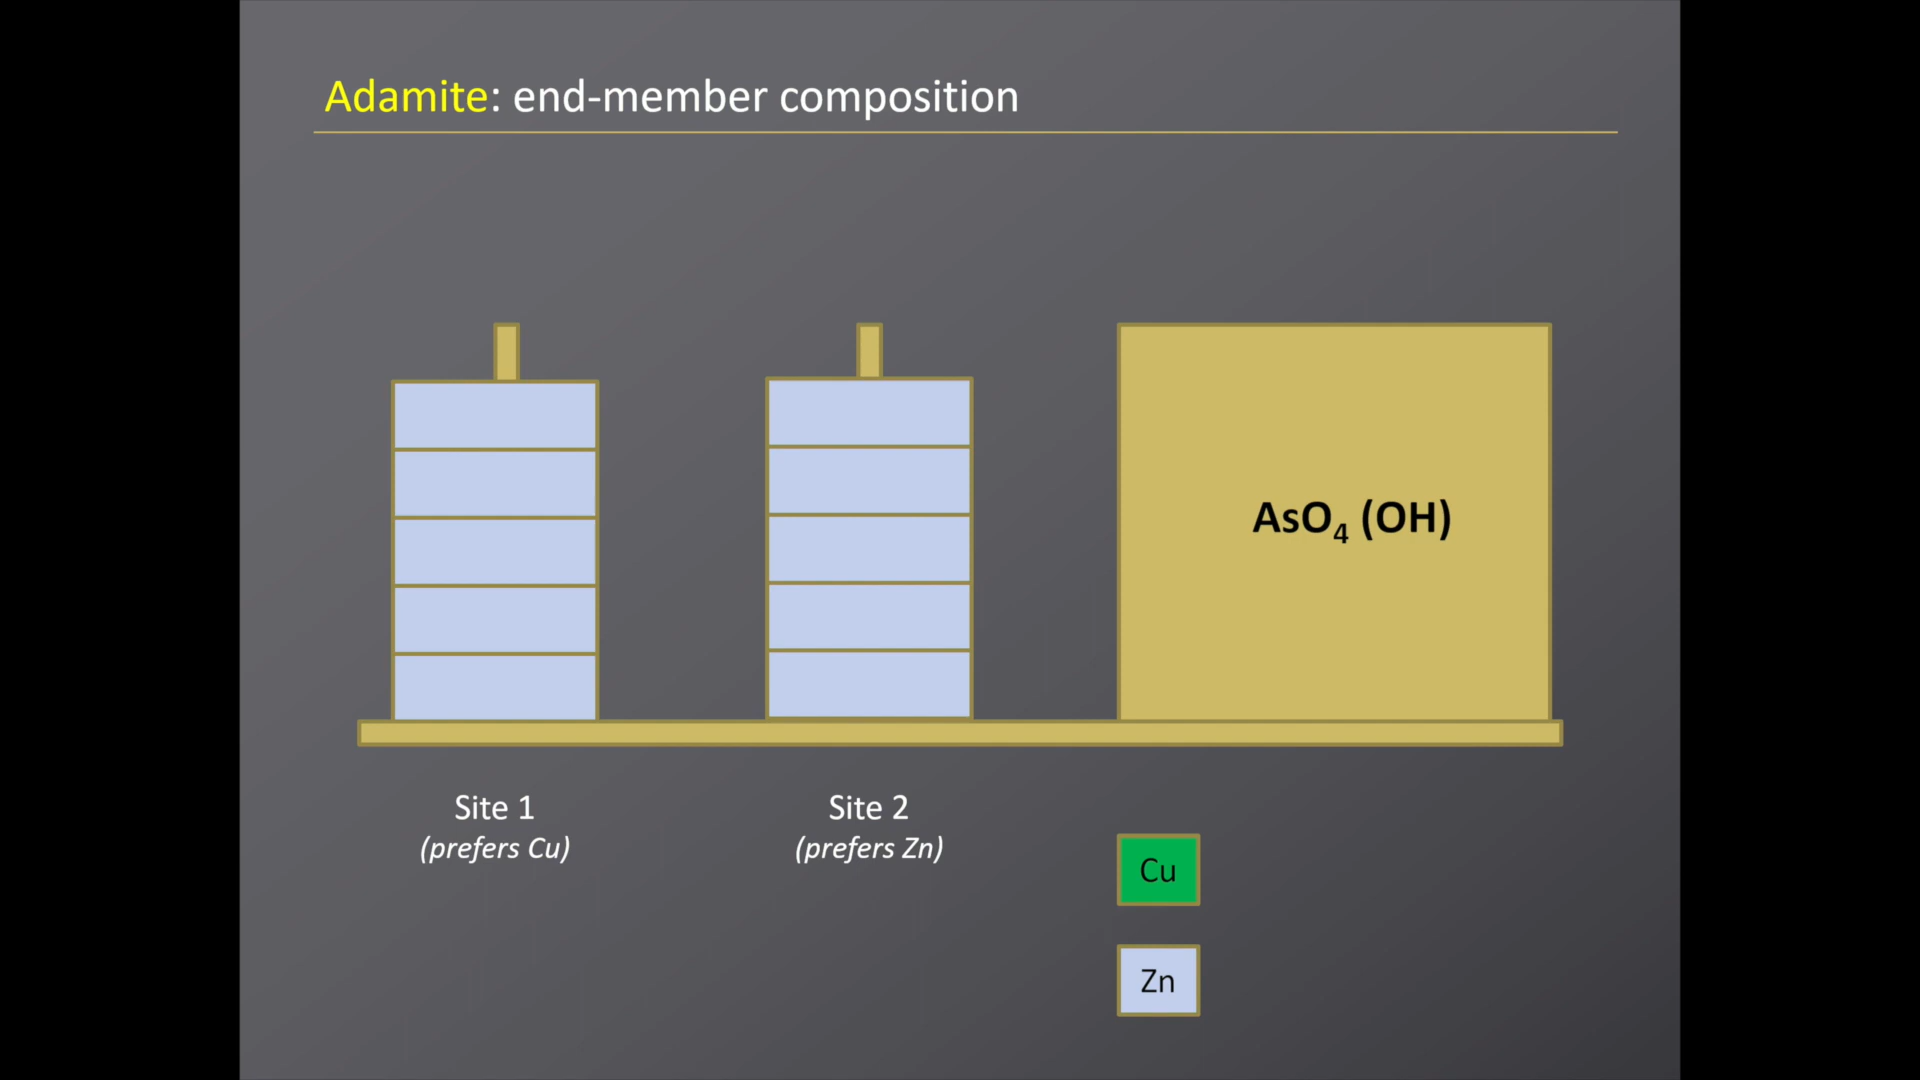 Adamite: end-member composition
AsO₄ (OH)
Site 1
(prefers Cu)
Site 2
(prefers Zn)
Cu
Zn